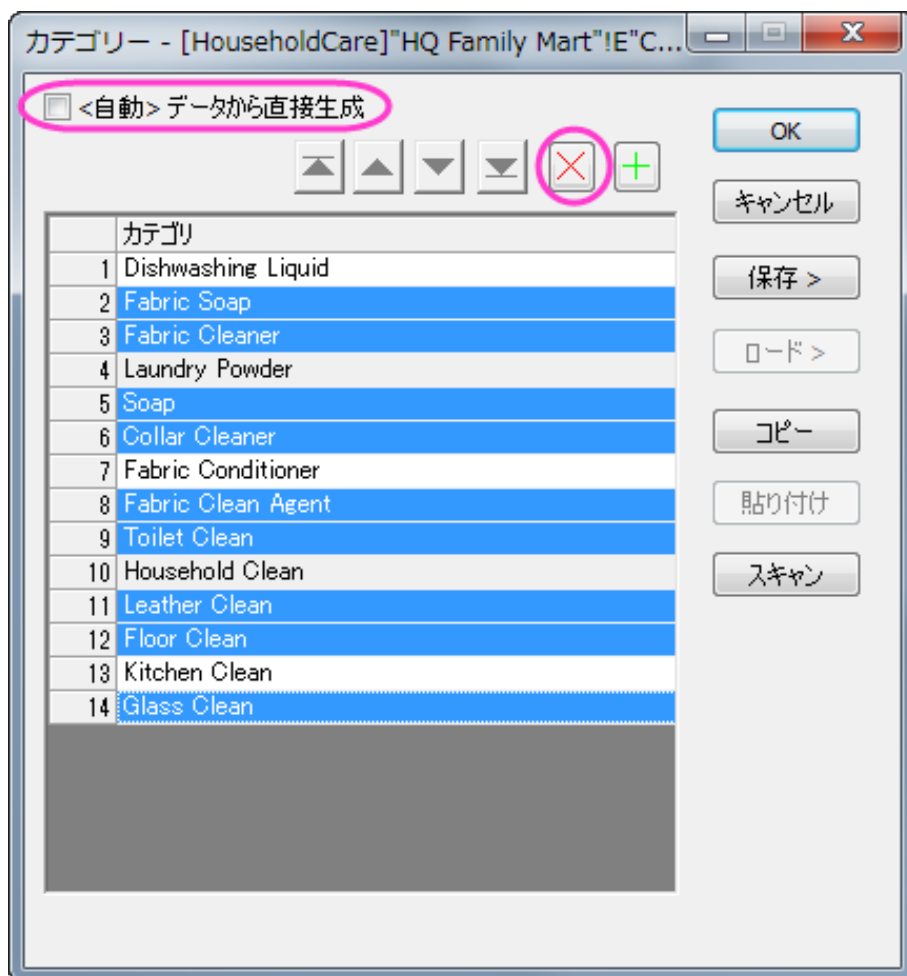 カテゴリー - [HouseholdCare]"HQ Family Mart"!E"C...
<自動> データから直接生成
OK
キャンセル
保存 >
ロード >
コピー
貼り付け
スキャン
カテゴリ
1 Dishwashing Liquid
2 Fabric Soap
3 Fabric Cleaner
4 Laundry Powder
5 Soap
6 Collar Cleaner
7 Fabric Conditioner
8 Fabric Clean Agent
9 Toilet Clean
10 Household Clean
11 Leather Clean
12 Floor Clean
13 Kitchen Clean
14 Glass Clean